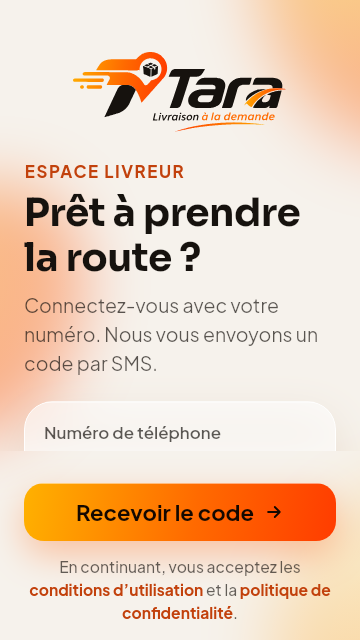 Tara
Livraison à la demande
ESPACE LIVREUR
Prêt à prendre
la route ?
Connectez-vous avec votre
numéro. Nous vous envoyons un
code par SMS.
Numéro de téléphone
Recevoir le code →
En continuant, vous acceptez les
conditions d’utilisation et la politique de
confidentialité.